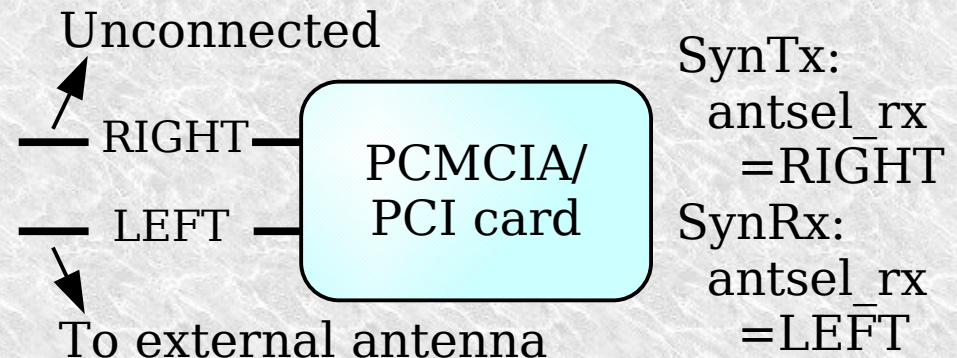 Unconnected
RIGHT
LEFT
To external antenna
PCMCIA/
PCI card
SynTx:
antsel_rx
=RIGHT
SynRx:
antsel_rx
=LEFT